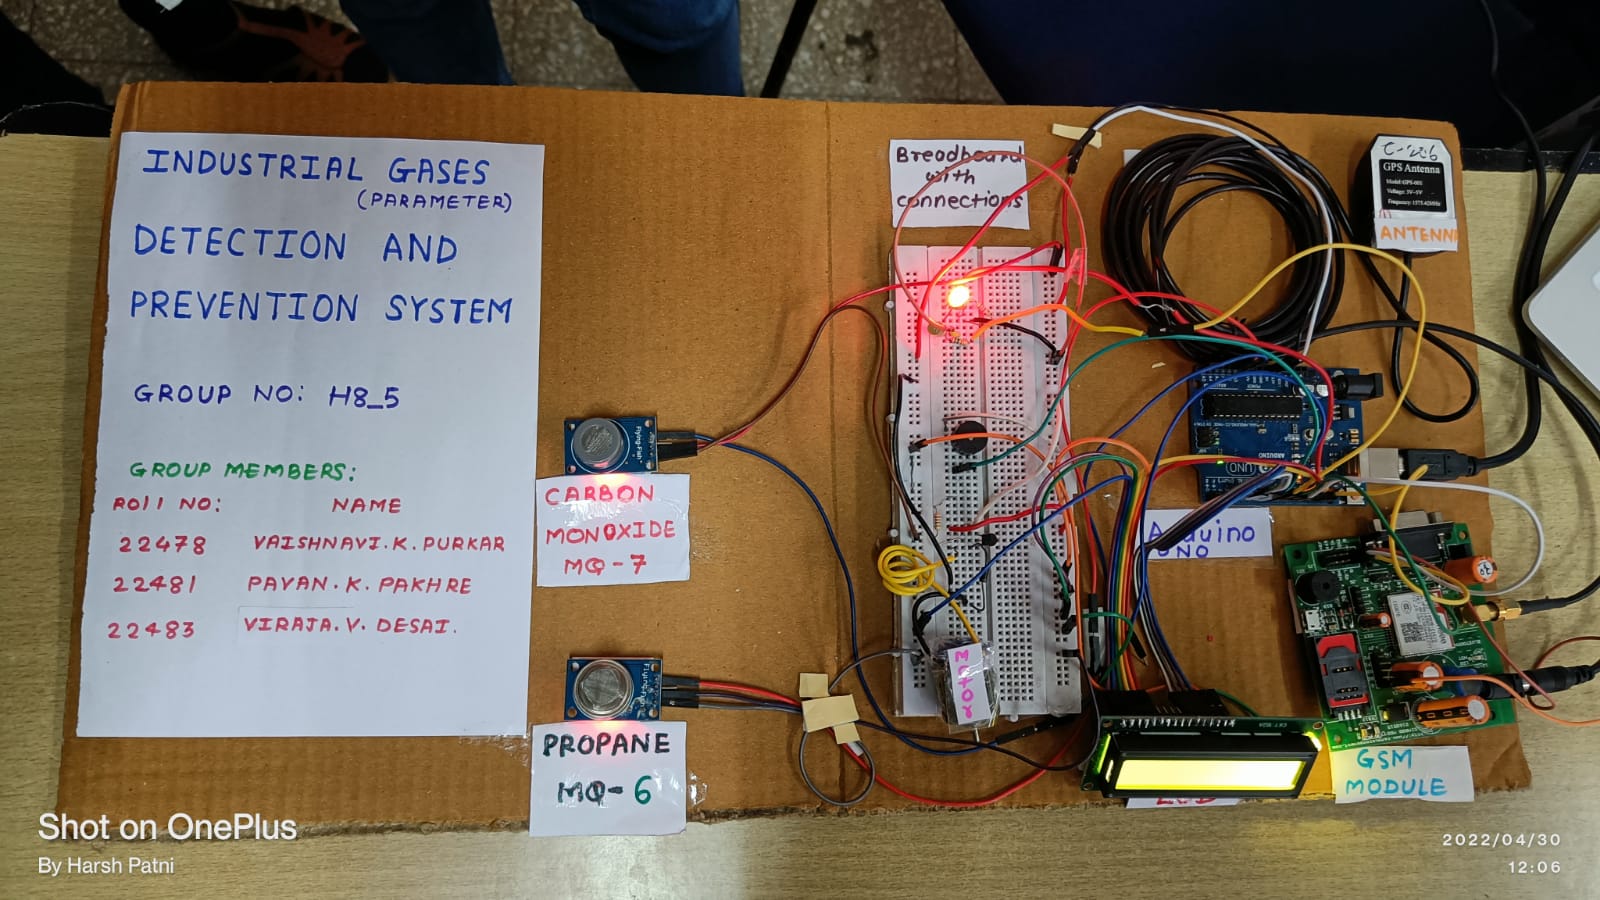 INDUSTRIAL GASES
(PARAMETER)
DETECTION AND
PREVENTION SYSTEM
GROUP NO: H8_5
GROUP MEMBERS:
Roll NO: NAME
22478 VAISHNAVI.K.PURKAR
22481 PAVAN.K.PAKHRE
22483 VIRAJA.V.DESAI.
CARBON
MONOXIDE
MQ-7
PROPANE
MQ-6
Breadboard
with
connections
GPS Antenna
Model:GPS-001
Voltage: 3V~5V
Frequency:1575.42MHz
ANTENNA
ARDUINO
UNO
Arduino
UNO
MOTOR
LCD
GSM
MODULE
Flying-Fish
Flying-Fish
Shot on OnePlus
By Harsh Patni
2022/04/30
12:06